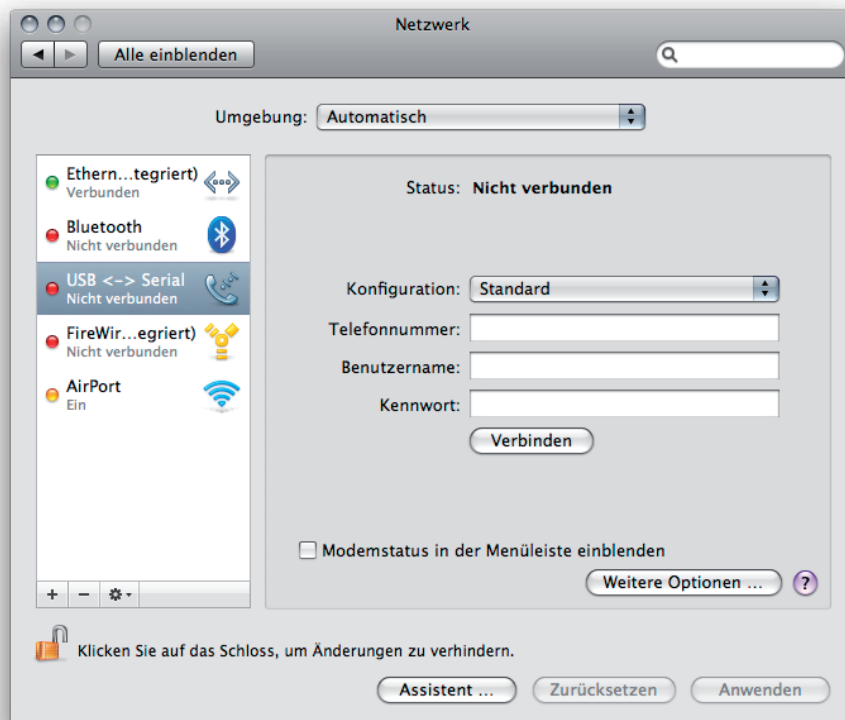 Netzwerk
Alle einblenden
Umgebung: Automatisch
Ethern...tegriert)
Verbunden
Bluetooth
Nicht verbunden
USB <-> Serial
Nicht verbunden
FireWir...egriert)
Nicht verbunden
AirPort
Ein
Status: Nicht verbunden
Konfiguration: Standard
Telefonnummer:
Benutzername:
Kennwort:
Verbinden
Modemstatus in der Menüleiste einblenden
Weitere Optionen ... ?
Klicken Sie auf das Schloss, um Änderungen zu verhindern.
Assistent ... Zurücksetzen Anwenden